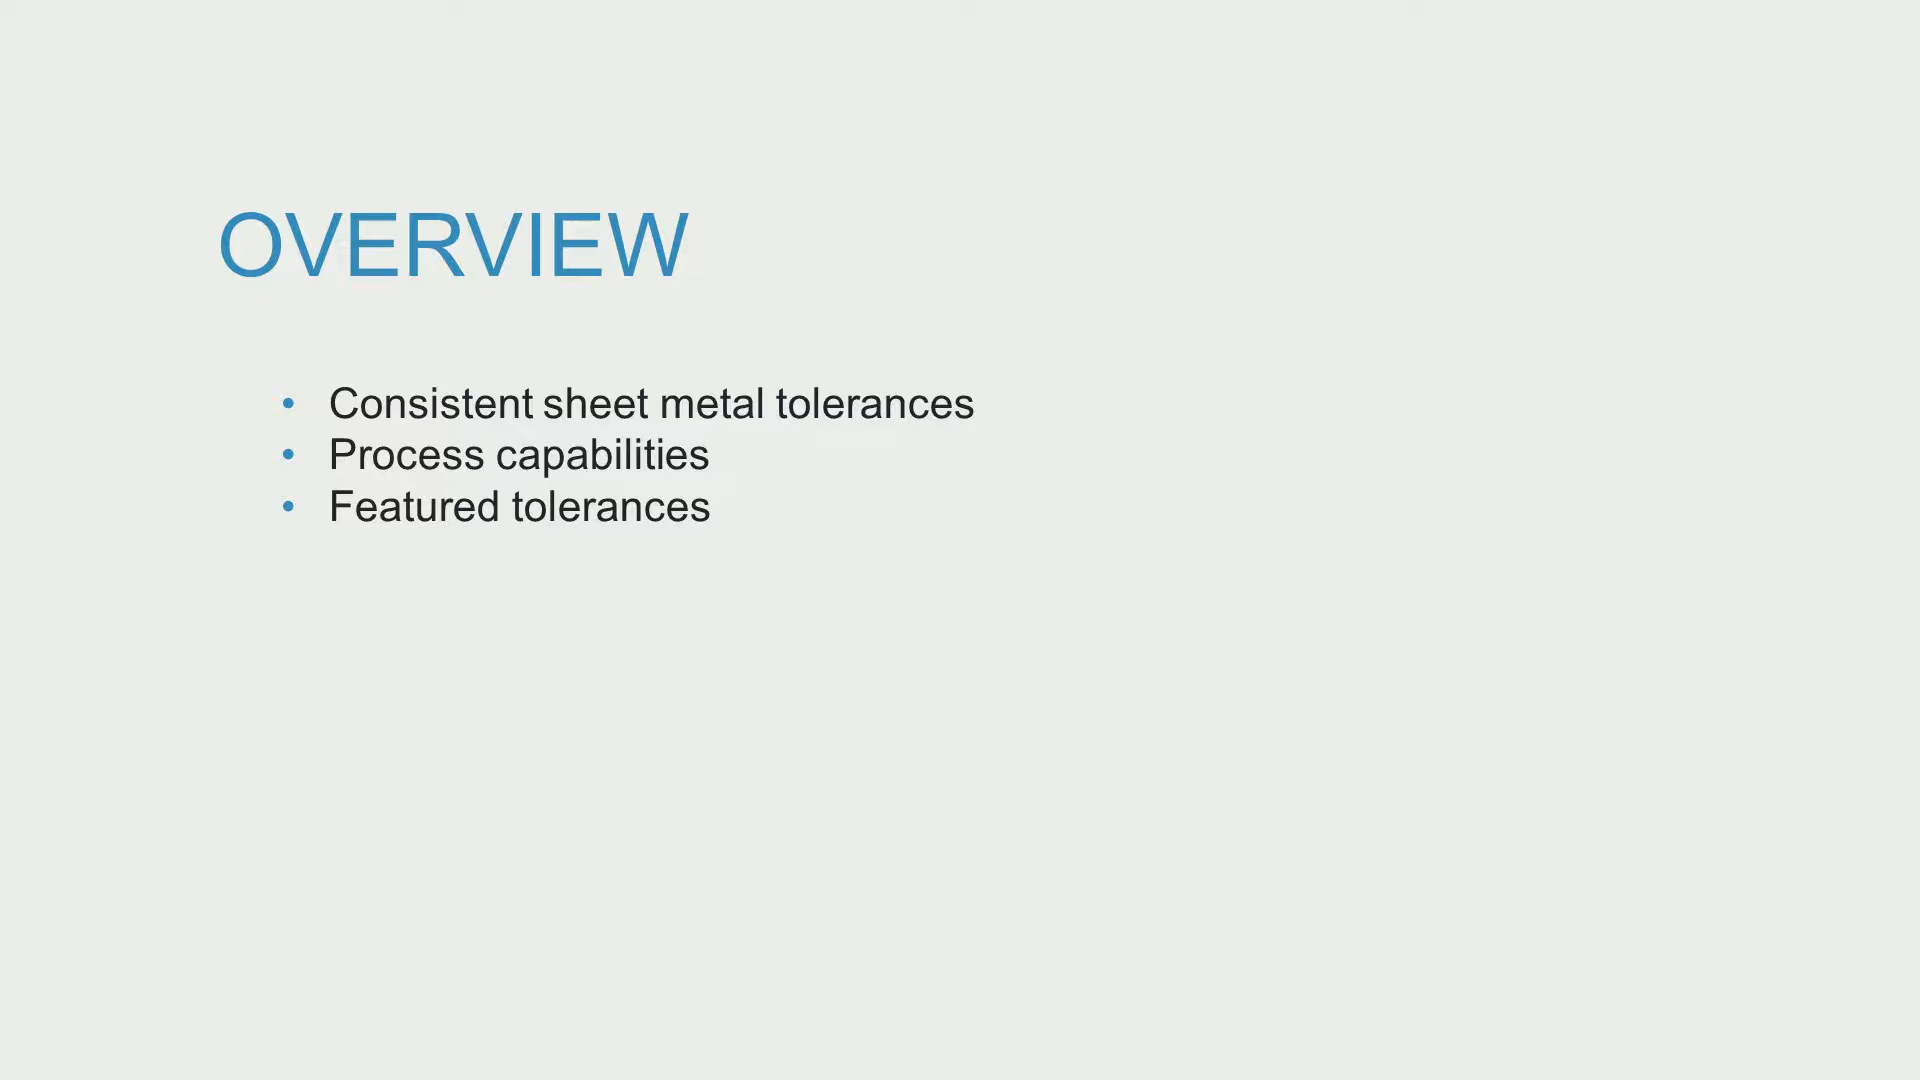 OVERVIEW
• Consistent sheet metal tolerances
• Process capabilities
• Featured tolerances